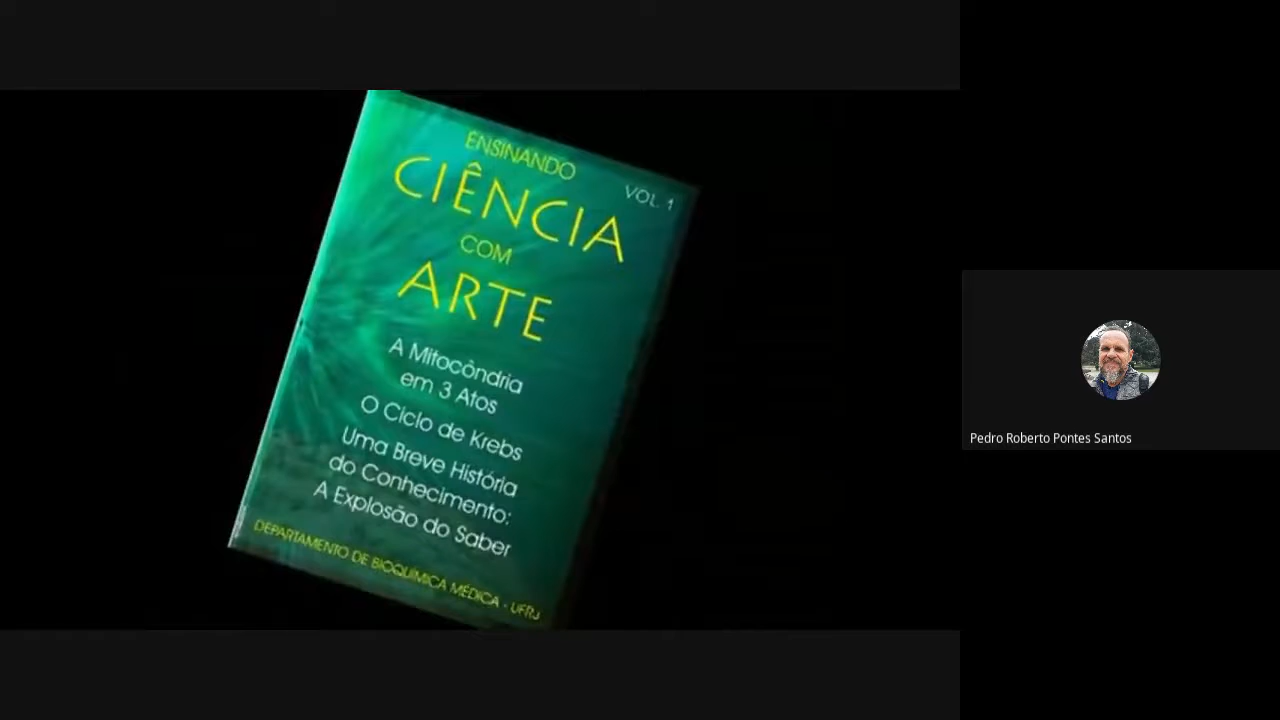 ENSINANDO
CIÊNCIA
VOL. 1
COM
ARTE
A Mitocôndria
em 3 Atos
O Ciclo de Krebs
Uma Breve História
do Conhecimento:
A Explosão do Saber
DEPARTAMENTO DE BIOQUÍMICA MÉDICA - UFRJ
Pedro Roberto Pontes Santos